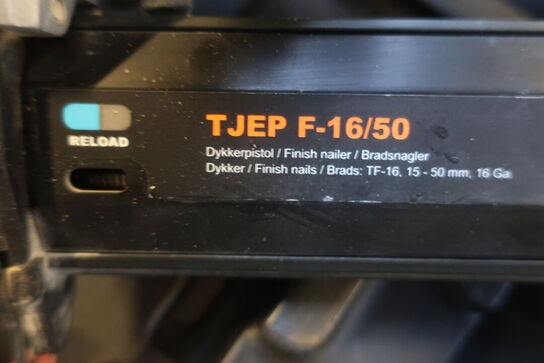 TJEP F-16/50
RELOAD
Dykkerpistol / Finish nailer / Bradsnagler
Dykker / Finish nails / Brads: TF-16, 15 - 50 mm, 16 Ga